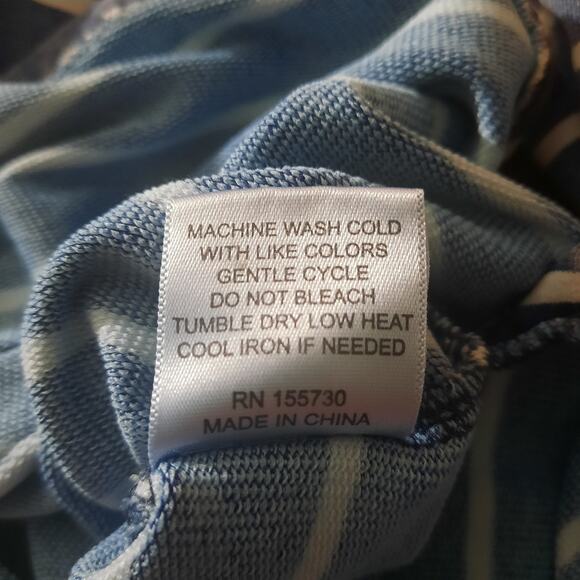 MACHINE WASH COLD
WITH LIKE COLORS
GENTLE CYCLE
DO NOT BLEACH
TUMBLE DRY LOW HEAT
COOL IRON IF NEEDED
RN 155730
MADE IN CHINA